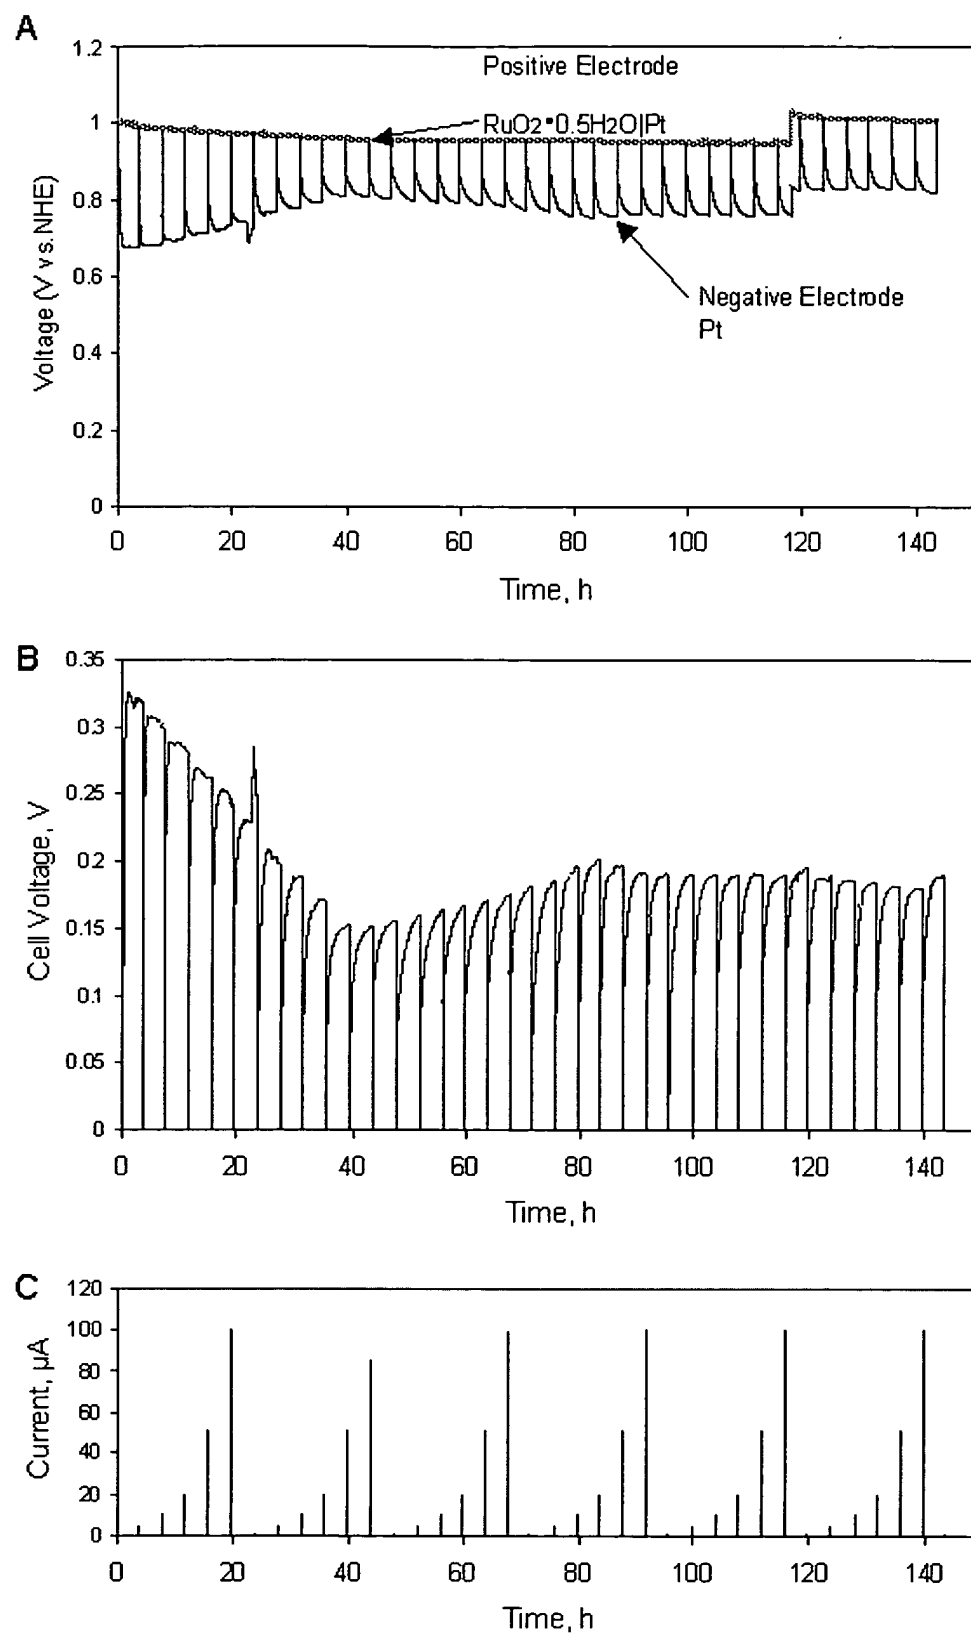 A
1.2
1
0.8
0.6
0.4
0.2
0
Voltage (V vs. NHE)
Positive Electrode
RuO2•0.5H2O|Pt
Negative Electrode
Pt
0 20 40 60 80 100 120 140
Time, h
B
0.35
0.3
0.25
0.2
0.15
0.1
0.05
0
Cell Voltage, V
0 20 40 60 80 100 120 140
Time, h
C
120
100
80
60
40
20
0
Current, µA
0 20 40 60 80 100 120 140
Time, h